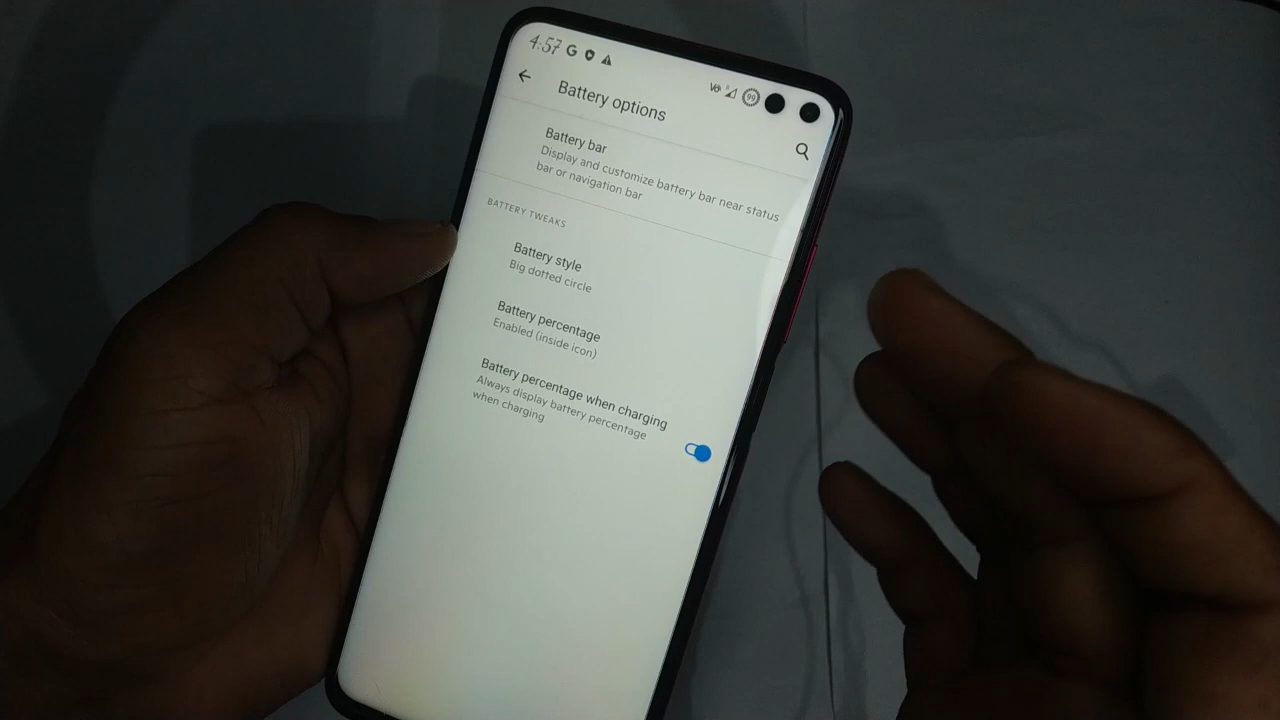 4:57 G 99
Battery options
Battery bar
Display and customize battery bar near status
bar or navigation bar
BATTERY TWEAKS
Battery style
Big dotted circle
Battery percentage
Enabled (inside icon)
Battery percentage when charging
Always display battery percentage
when charging